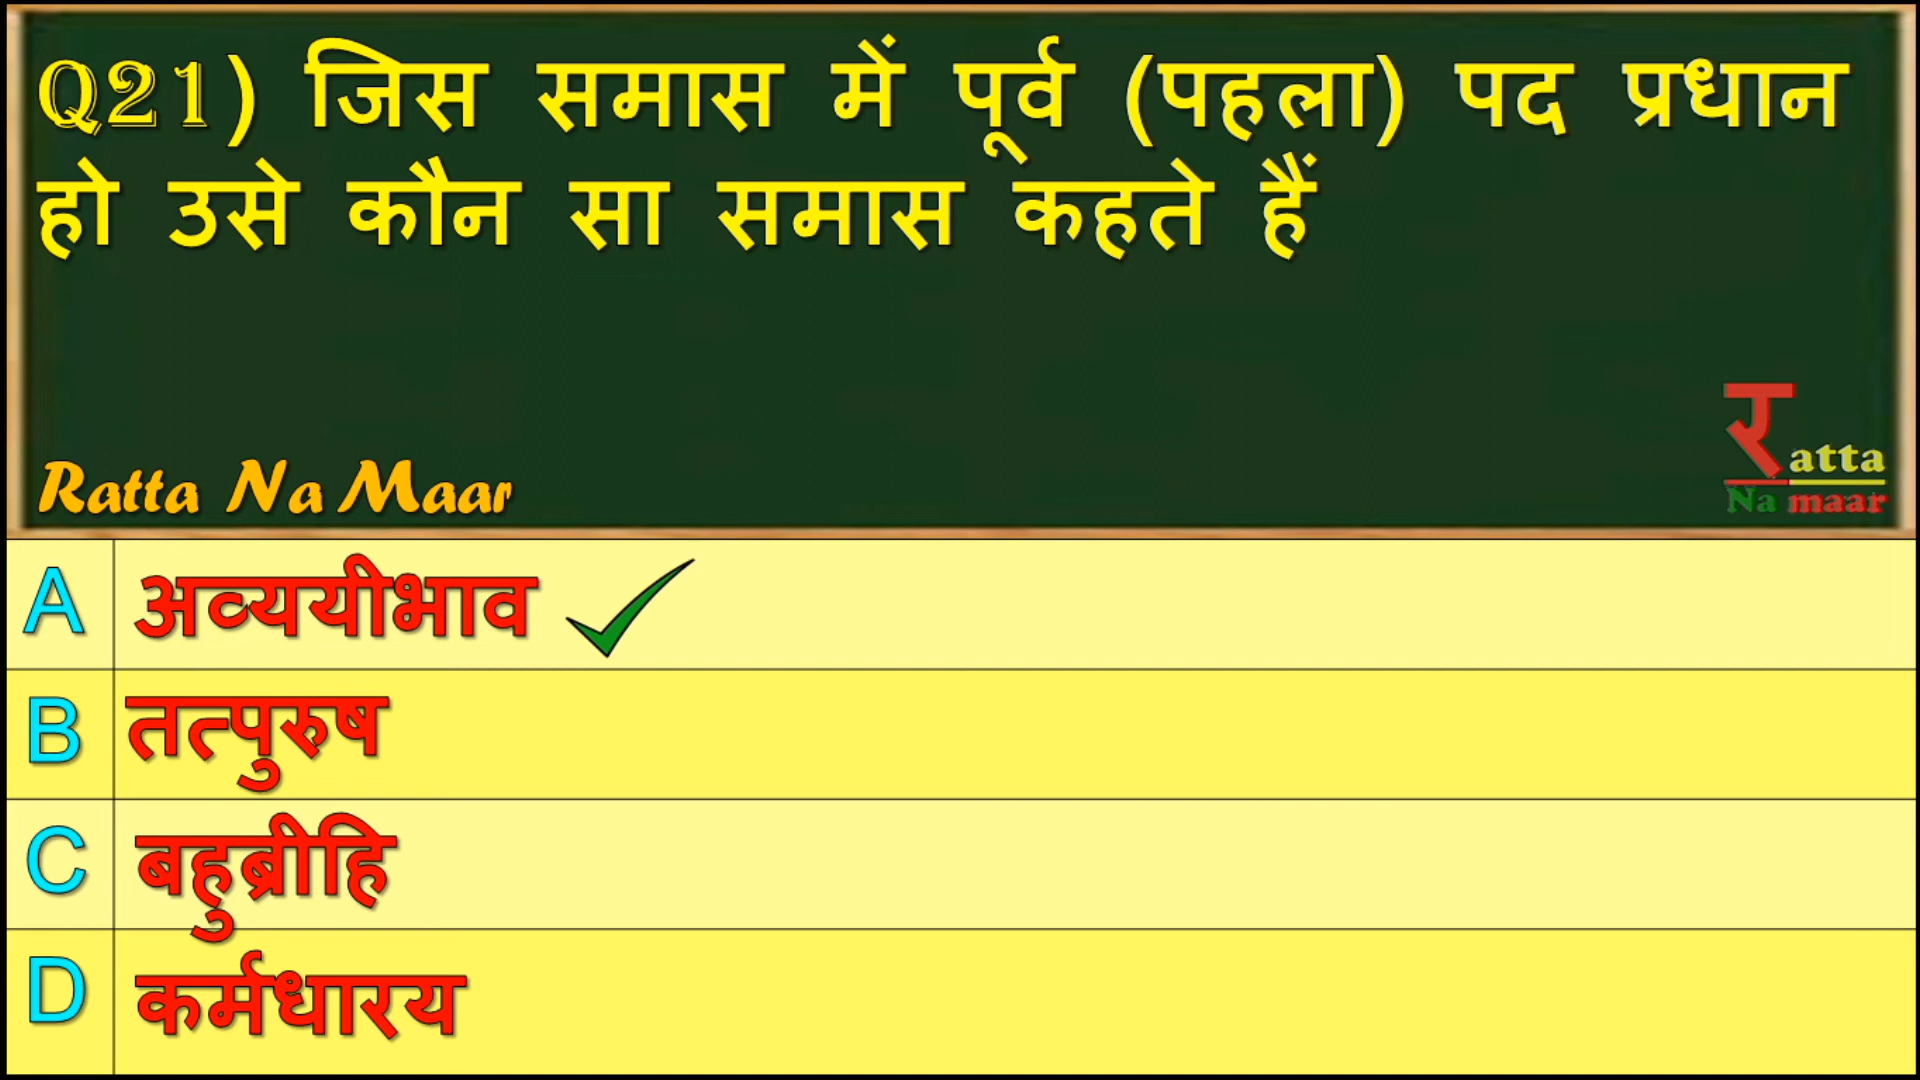 Q21) जिस समास में पूर्व (पहला) पद प्रधान
हो उसे कौन सा समास कहते हैं
Ratta Na Maar
रatta
Na maar
A अव्ययीभाव
B तत्पुरुष
C बहुब्रीहि
D कर्मधारय